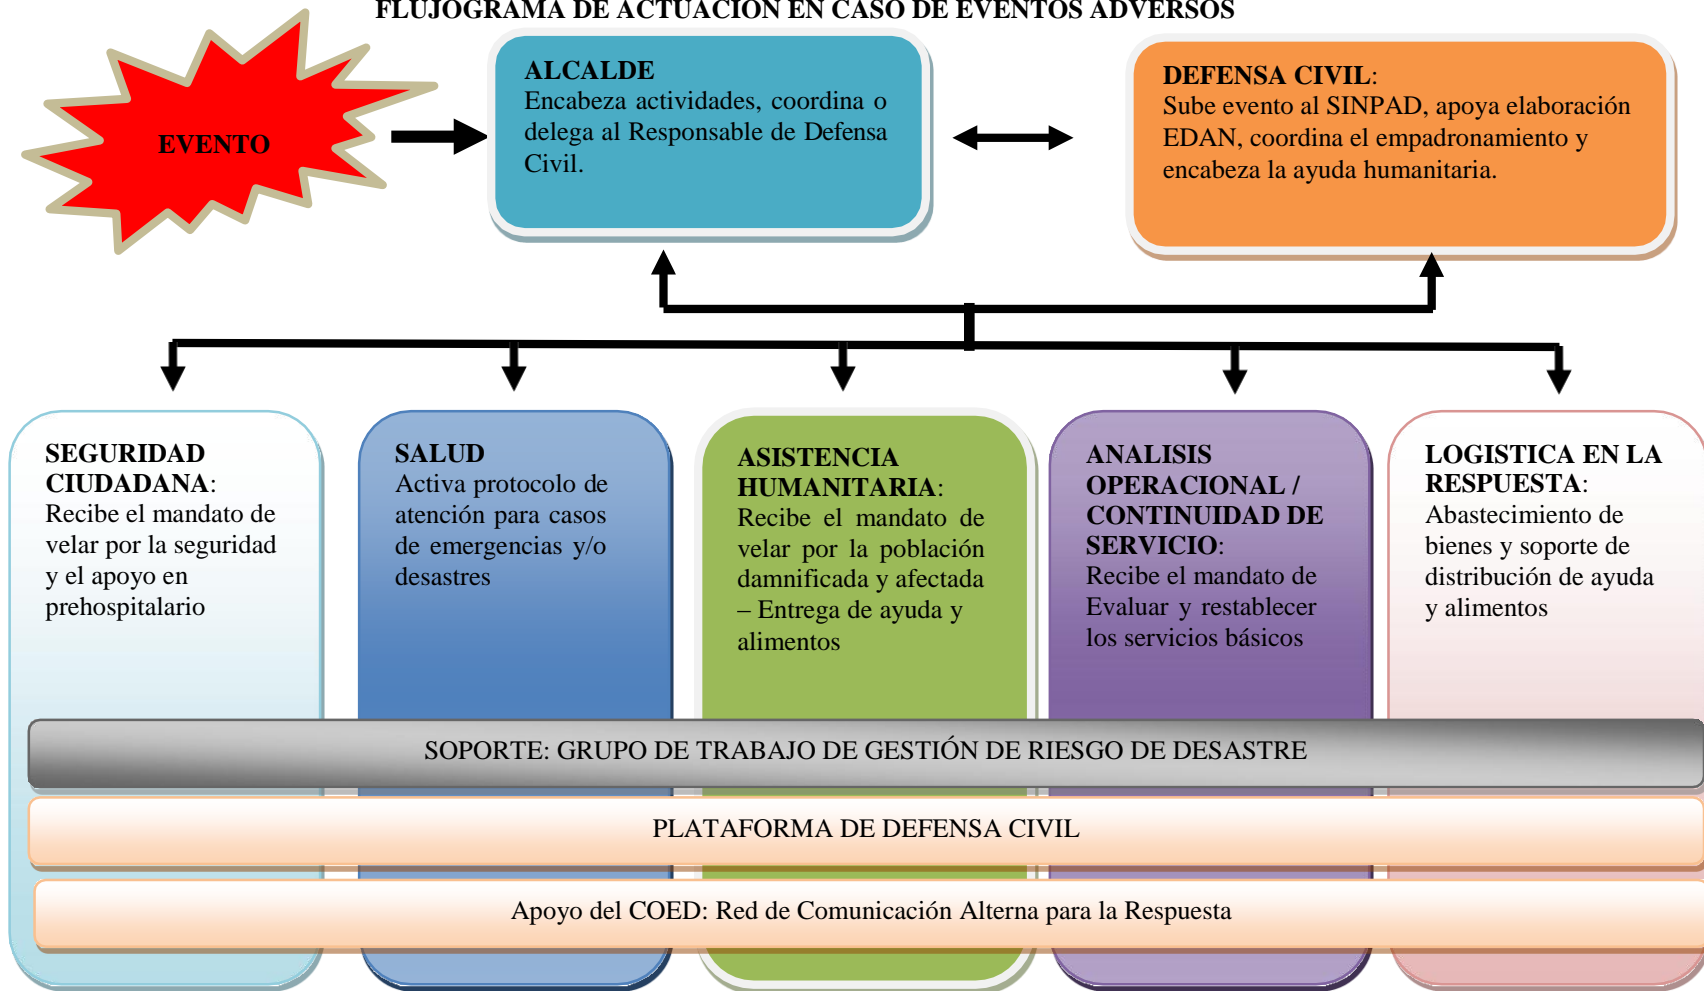 FLUJOGRAMA DE ACTUACION EN CASO DE EVENTOS ADVERSOS
EVENTO
ALCALDE
Encabeza actividades, coordina o
delega al Responsable de Defensa
Civil.
DEFENSA CIVIL:
Sube evento al SINPAD, apoya elaboración
EDAN, coordina el empadronamiento y
encabeza la ayuda humanitaria.
SEGURIDAD
CIUDADANA:
Recibe el mandato de
velar por la seguridad
y el apoyo en
prehospitalario
SALUD
Activa protocolo de
atención para casos
de emergencias y/o
desastres
ASISTENCIA
HUMANITARIA:
Recibe el mandato de
velar por la población
damnificada y afectada
– Entrega de ayuda y
alimentos
ANALISIS
OPERACIONAL /
CONTINUIDAD DE
SERVICIO:
Recibe el mandato de
Evaluar y restablecer
los servicios básicos
LOGISTICA EN LA
RESPUESTA:
Abastecimiento de
bienes y soporte de
distribución de ayuda
y alimentos
SOPORTE: GRUPO DE TRABAJO DE GESTIÓN DE RIESGO DE DESASTRE
PLATAFORMA DE DEFENSA CIVIL
Apoyo del COED: Red de Comunicación Alterna para la Respuesta